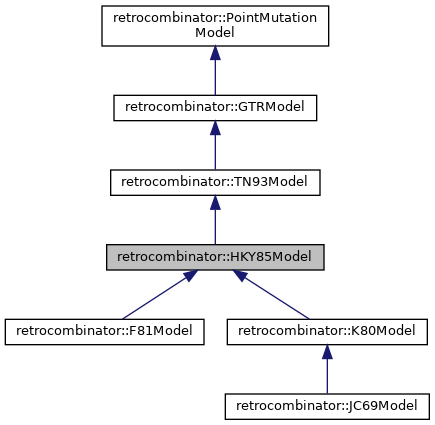 retrocombinator::PointMutation
Model
retrocombinator::GTRModel
retrocombinator::TN93Model
retrocombinator::HKY85Model
retrocombinator::F81Model
retrocombinator::K80Model
retrocombinator::JC69Model